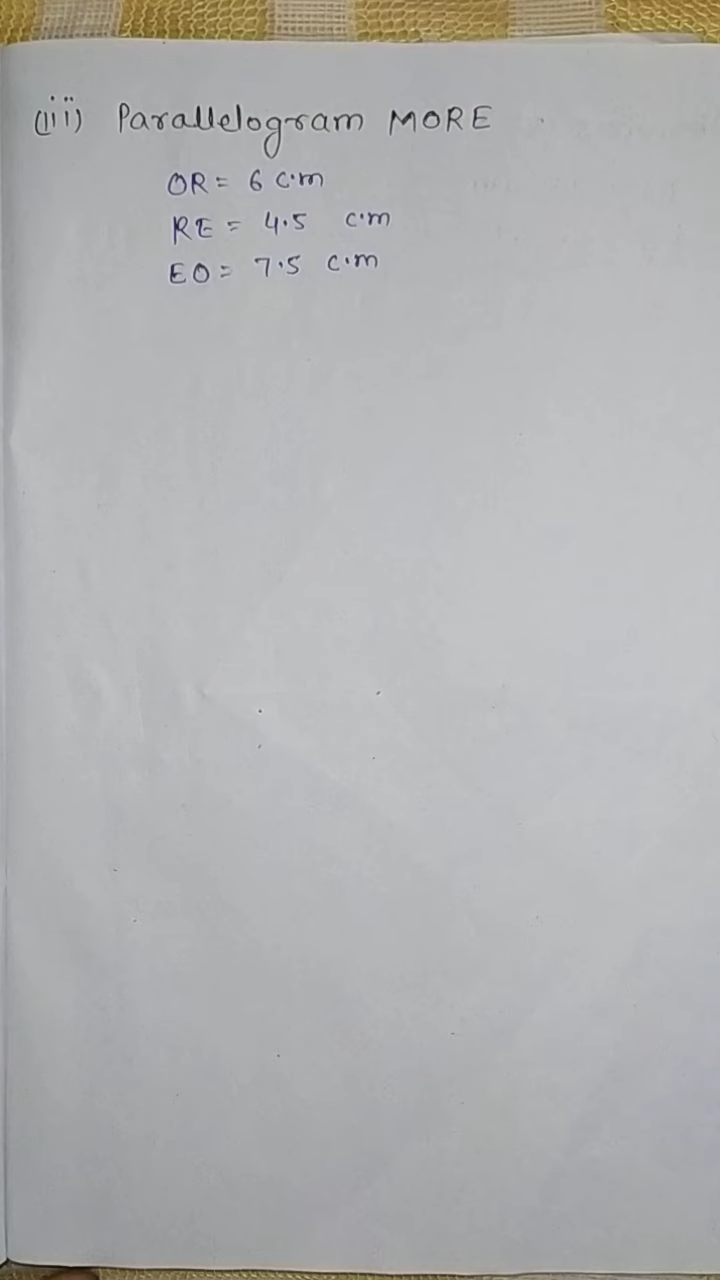 (iii) Parallelogram MORE
OR = 6 c.m
RE = 4.5 c.m
EO = 7.5 c.m